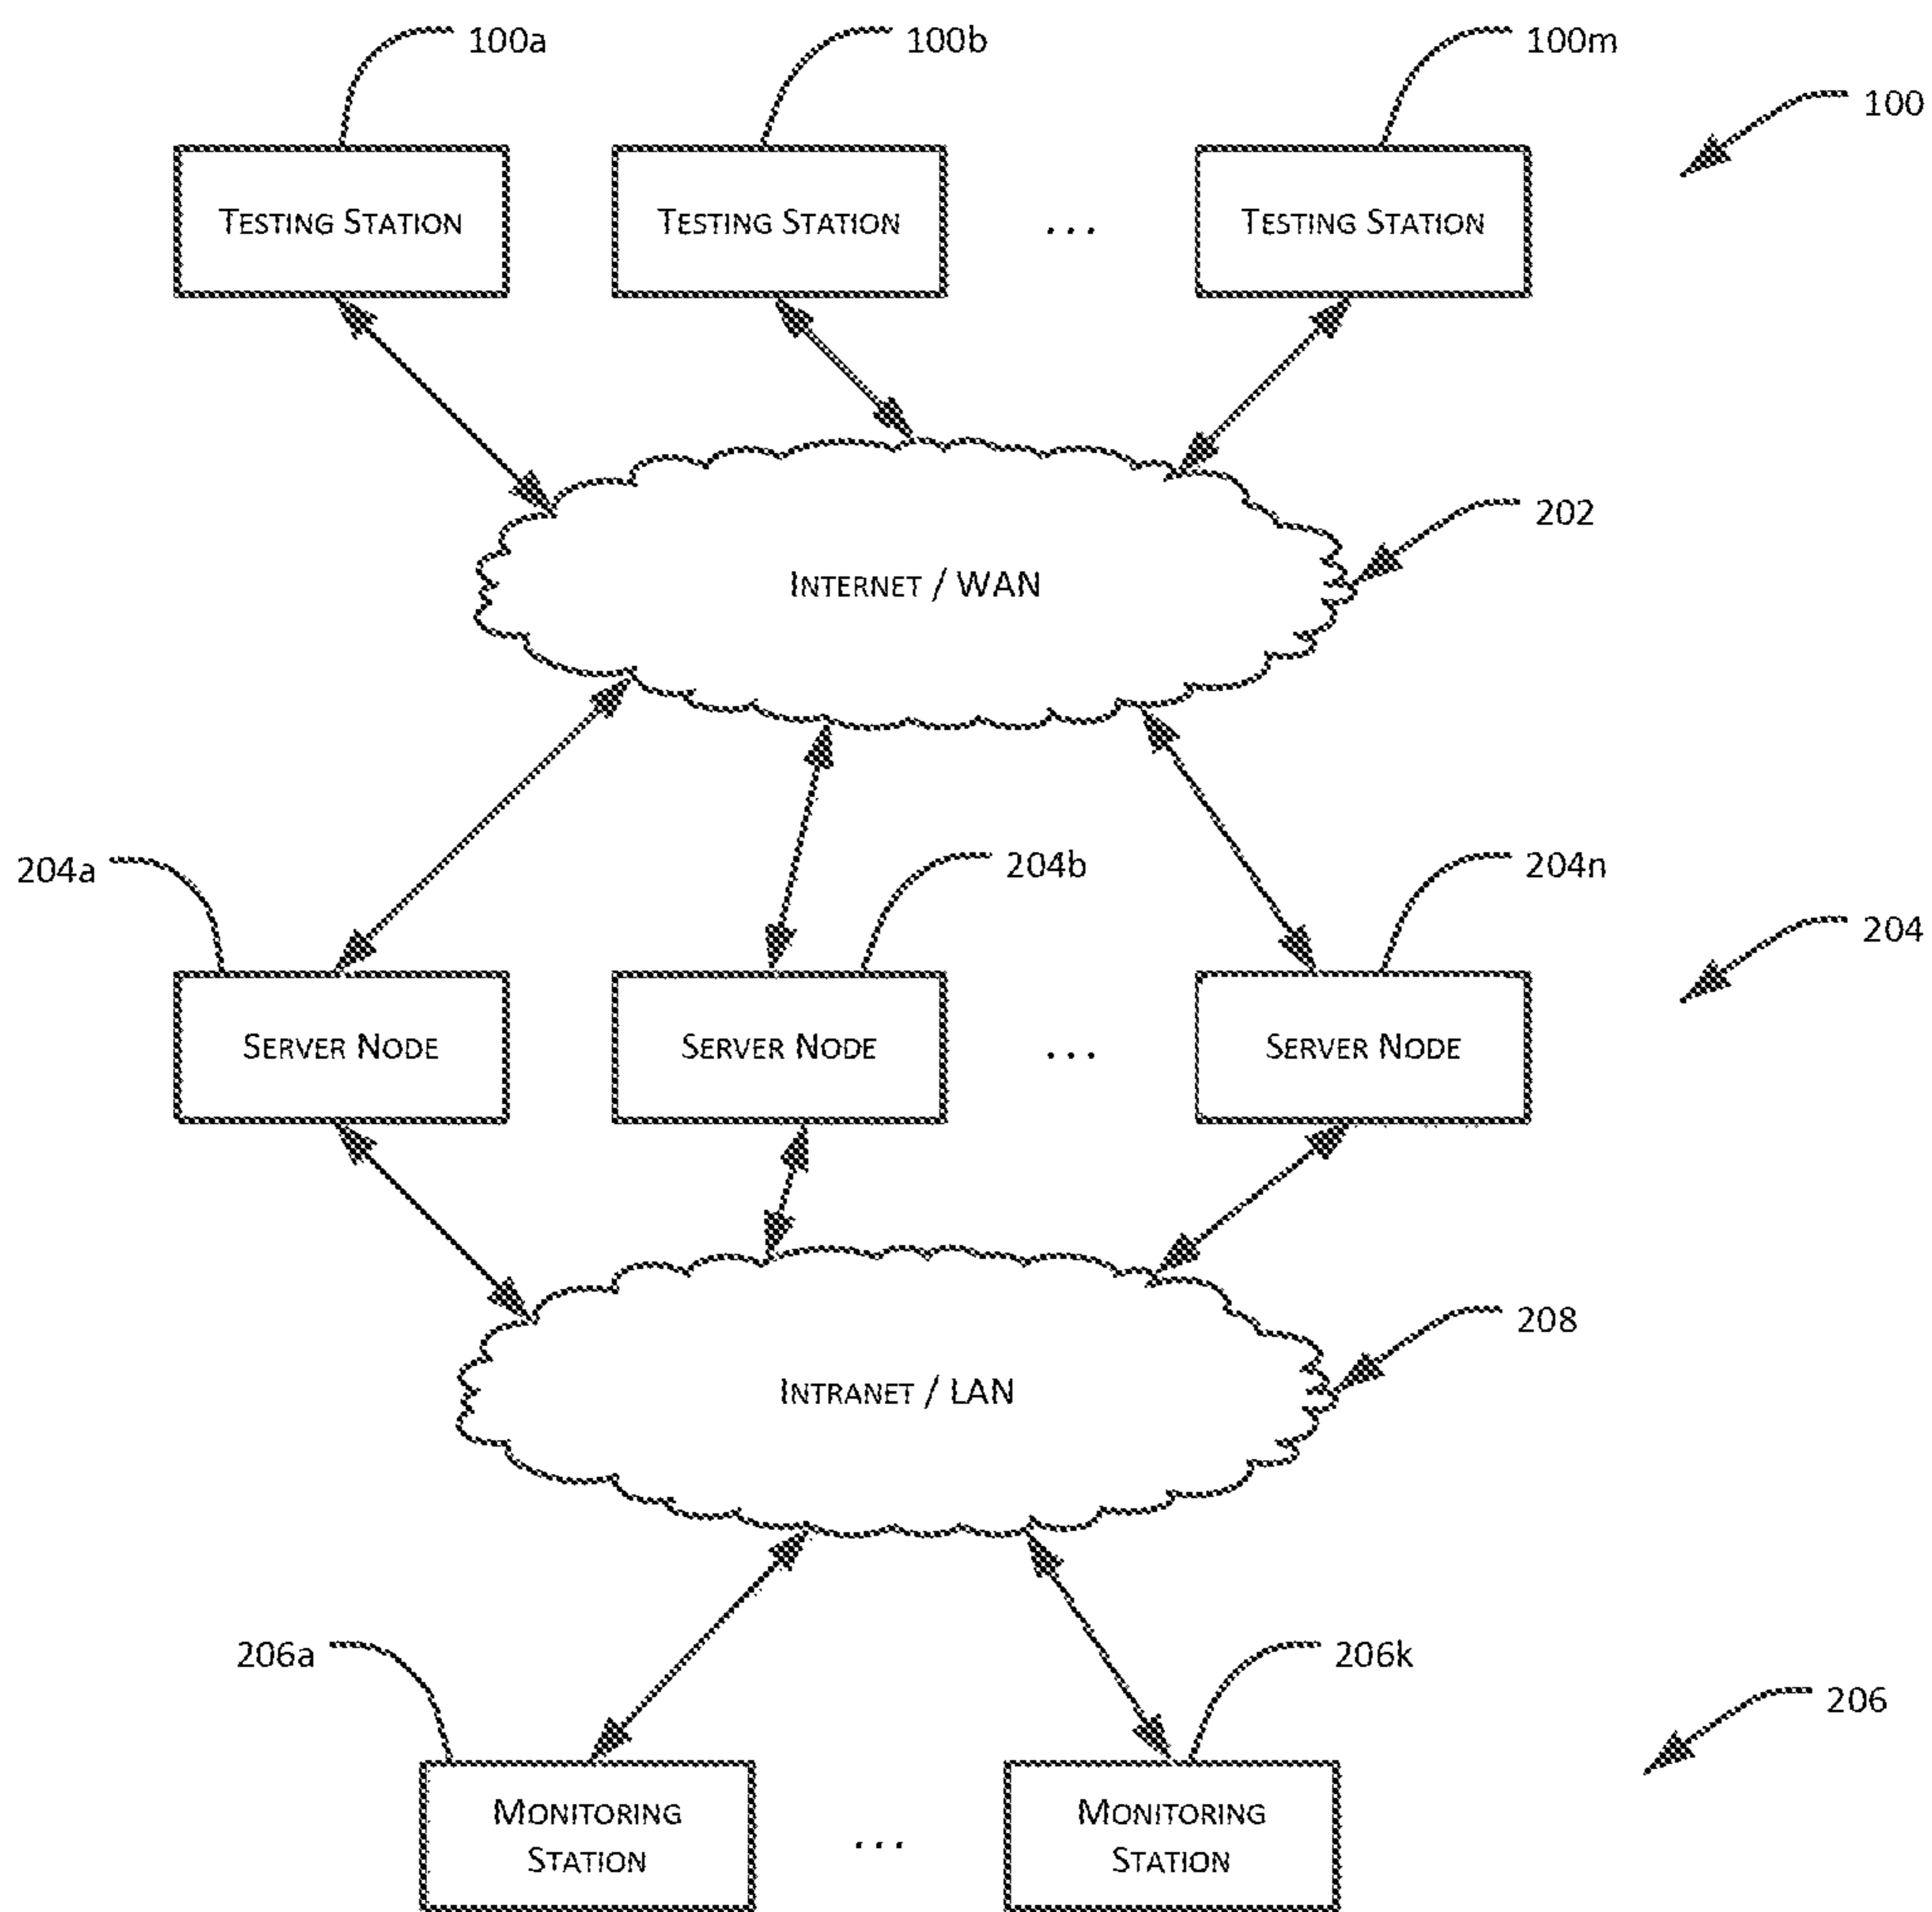 100a
100b
100m
100
TESTING STATION
TESTING STATION
...
TESTING STATION
202
INTERNET / WAN
204a
204b
204n
204
SERVER NODE
SERVER NODE
...
SERVER NODE
208
INTRANET / LAN
206a
206k
206
MONITORING
STATION
...
MONITORING
STATION